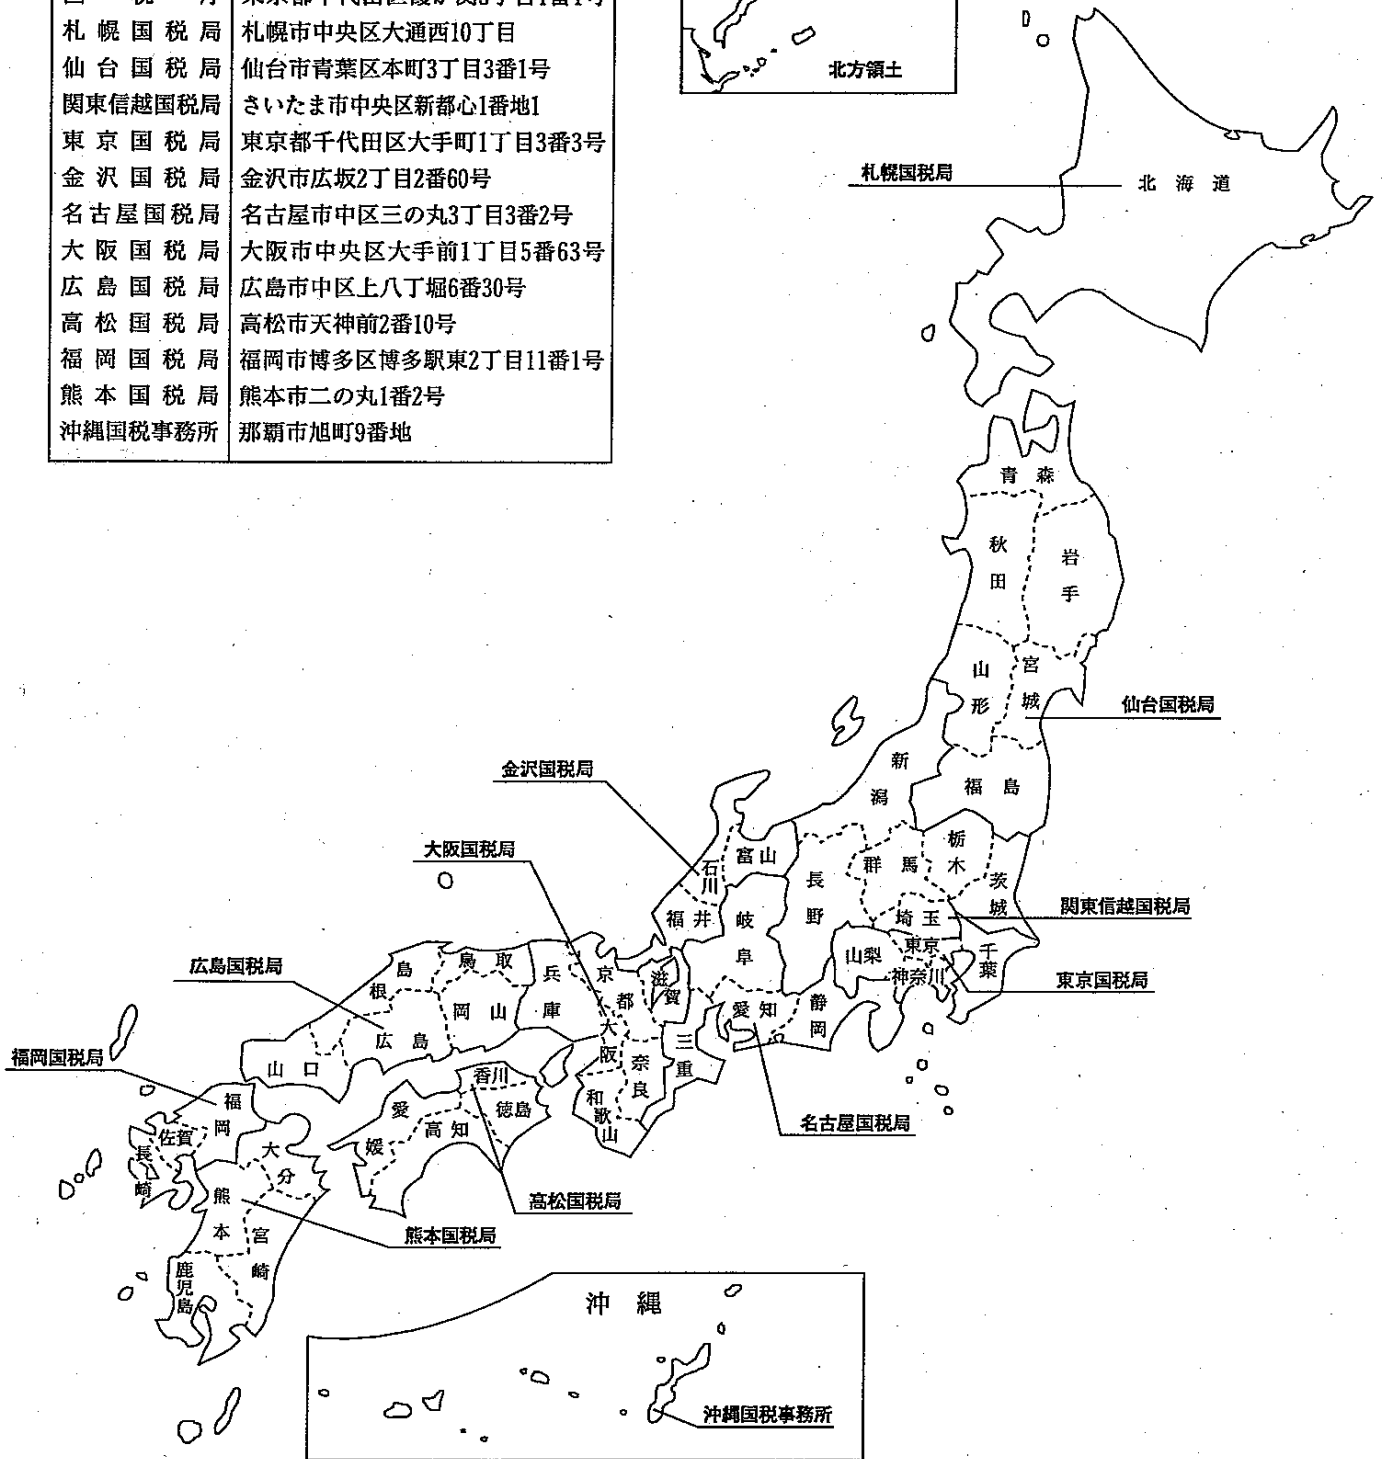 札幌国税局 札幌市中央区大通西10丁目
仙台国税局 仙台市青葉区本町3丁目3番1号
関東信越国税局 さいたま市中央区新都心1番地1
東京国税局 東京都千代田区大手町1丁目3番3号
金沢国税局 金沢市広坂2丁目2番60号
名古屋国税局 名古屋市中区三の丸3丁目3番2号
大阪国税局 大阪市中央区大手前1丁目5番63号
広島国税局 広島市中区上八丁堀6番30号
高松国税局 高松市天神前2番10号
福岡国税局 福岡市博多区博多駅東2丁目11番1号
熊本国税局 熊本市二の丸1番2号
沖縄国税事務所 那覇市旭町9番地
北方領土
札幌国税局
北海道
青森
秋田
岩手
山形
宮城
仙台国税局
新潟
福島
金沢国税局
大阪国税局
富山
石川
福井
岐阜
長野
群馬
栃木
茨城
埼玉
関東信越国税局
東京
千葉
山梨
神奈川
東京国税局
広島国税局
島根
鳥取
兵庫
京都
滋賀
岡山
広島
大阪
愛知
静岡
三重
奈良
和歌山
山口
福岡国税局
名古屋国税局
香川
徳島
愛媛
高知
高松国税局
福岡
佐賀
長崎
大分
熊本
熊本国税局
宮崎
鹿児島
沖縄
沖縄国税事務所